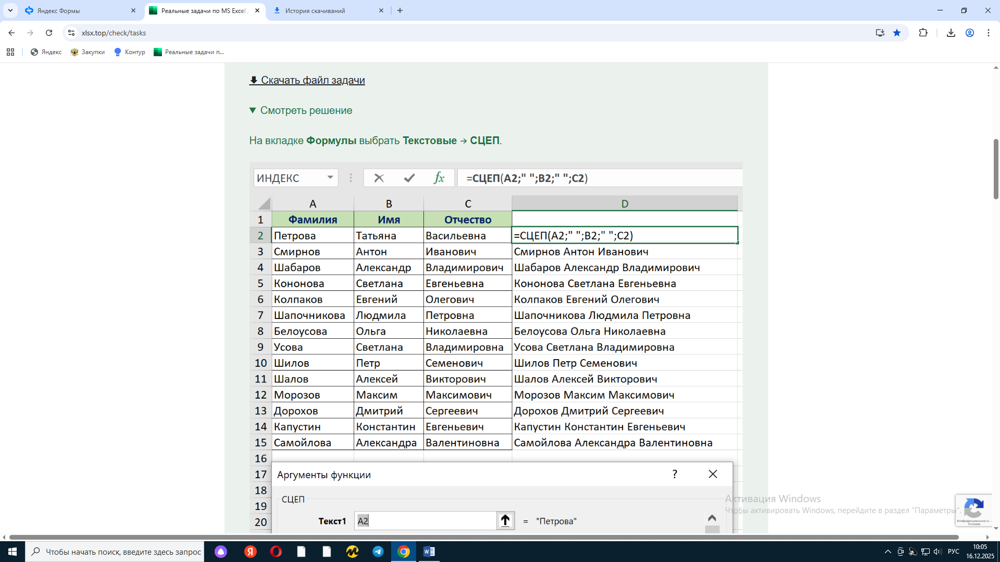 Яндекс Формы
Реальные задачи по MS Excel
История скачиваний
xlsx.top/check/tasks
Яндекс
Закупки
Контур
Реальные задачи п...
Скачать файл задачи
Смотреть решение
На вкладке Формулы выбрать Текстовые → СЦЕП.
ИНДЕКС fx =СЦЕП(A2;" ";B2;" ";C2)
A B C D
1 Фамилия Имя Отчество
2 Петрова Татьяна Васильевна =СЦЕП(A2;" ";B2;" ";C2)
3 Смирнов Антон Иванович Смирнов Антон Иванович
4 Шабаров Александр Владимирович Шабаров Александр Владимирович
5 Кононова Светлана Евгеньевна Кононова Светлана Евгеньевна
6 Колпаков Евгений Олегович Колпаков Евгений Олегович
7 Шапочникова Людмила Петровна Шапочникова Людмила Петровна
8 Белоусова Ольга Николаевна Белоусова Ольга Николаевна
9 Усова Светлана Владимировна Усова Светлана Владимировна
10 Шилов Петр Семенович Шилов Петр Семенович
11 Шалов Алексей Викторович Шалов Алексей Викторович
12 Морозов Максим Максимович Морозов Максим Максимович
13 Дорохов Дмитрий Сергеевич Дорохов Дмитрий Сергеевич
14 Капустин Константин Евгеньевич Капустин Константин Евгеньевич
15 Самойлова Александра Валентиновна Самойлова Александра Валентиновна
16
17 Аргументы функции ?
18
СЦЕП
19
20 Текст1 A2 = "Петрова"
Активация Windows
Чтобы активировать Windows, перейдите в раздел "Параметры".
Конфиденциальность -
Условия
Чтобы начать поиск, введите здесь запрос
РУС
10:05
16.12.2025